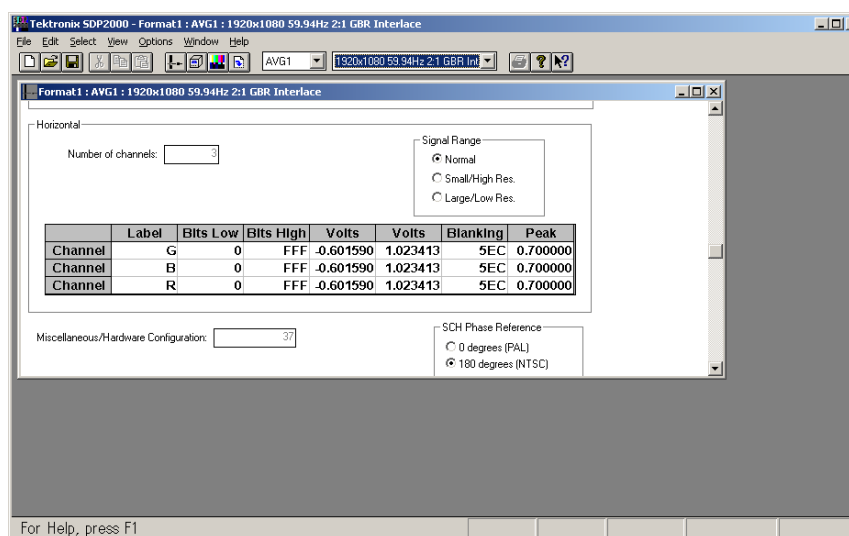 Tektronix SDP2000 - Format1 : AVG1 : 1920x1080 59.94Hz 2:1 GBR Interlace
File Edit Select View Options Window Help
AVG1 1920x1080 59.94Hz 2:1 GBR Int
Format1 : AVG1 : 1920x1080 59.94Hz 2:1 GBR Interlace
Horizontal
Number of channels: 3
Signal Range
Normal
Small/High Res.
Large/Low Res.
Label Bits Low Bits High Volts Volts Blanking Peak
Channel G 0 FFF -0.601590 1.023413 5EC 0.700000
Channel B 0 FFF -0.601590 1.023413 5EC 0.700000
Channel R 0 FFF -0.601590 1.023413 5EC 0.700000
Miscellaneous/Hardware Configuration: 37
SCH Phase Reference
0 degrees (PAL)
180 degrees (NTSC)
For Help, press F1